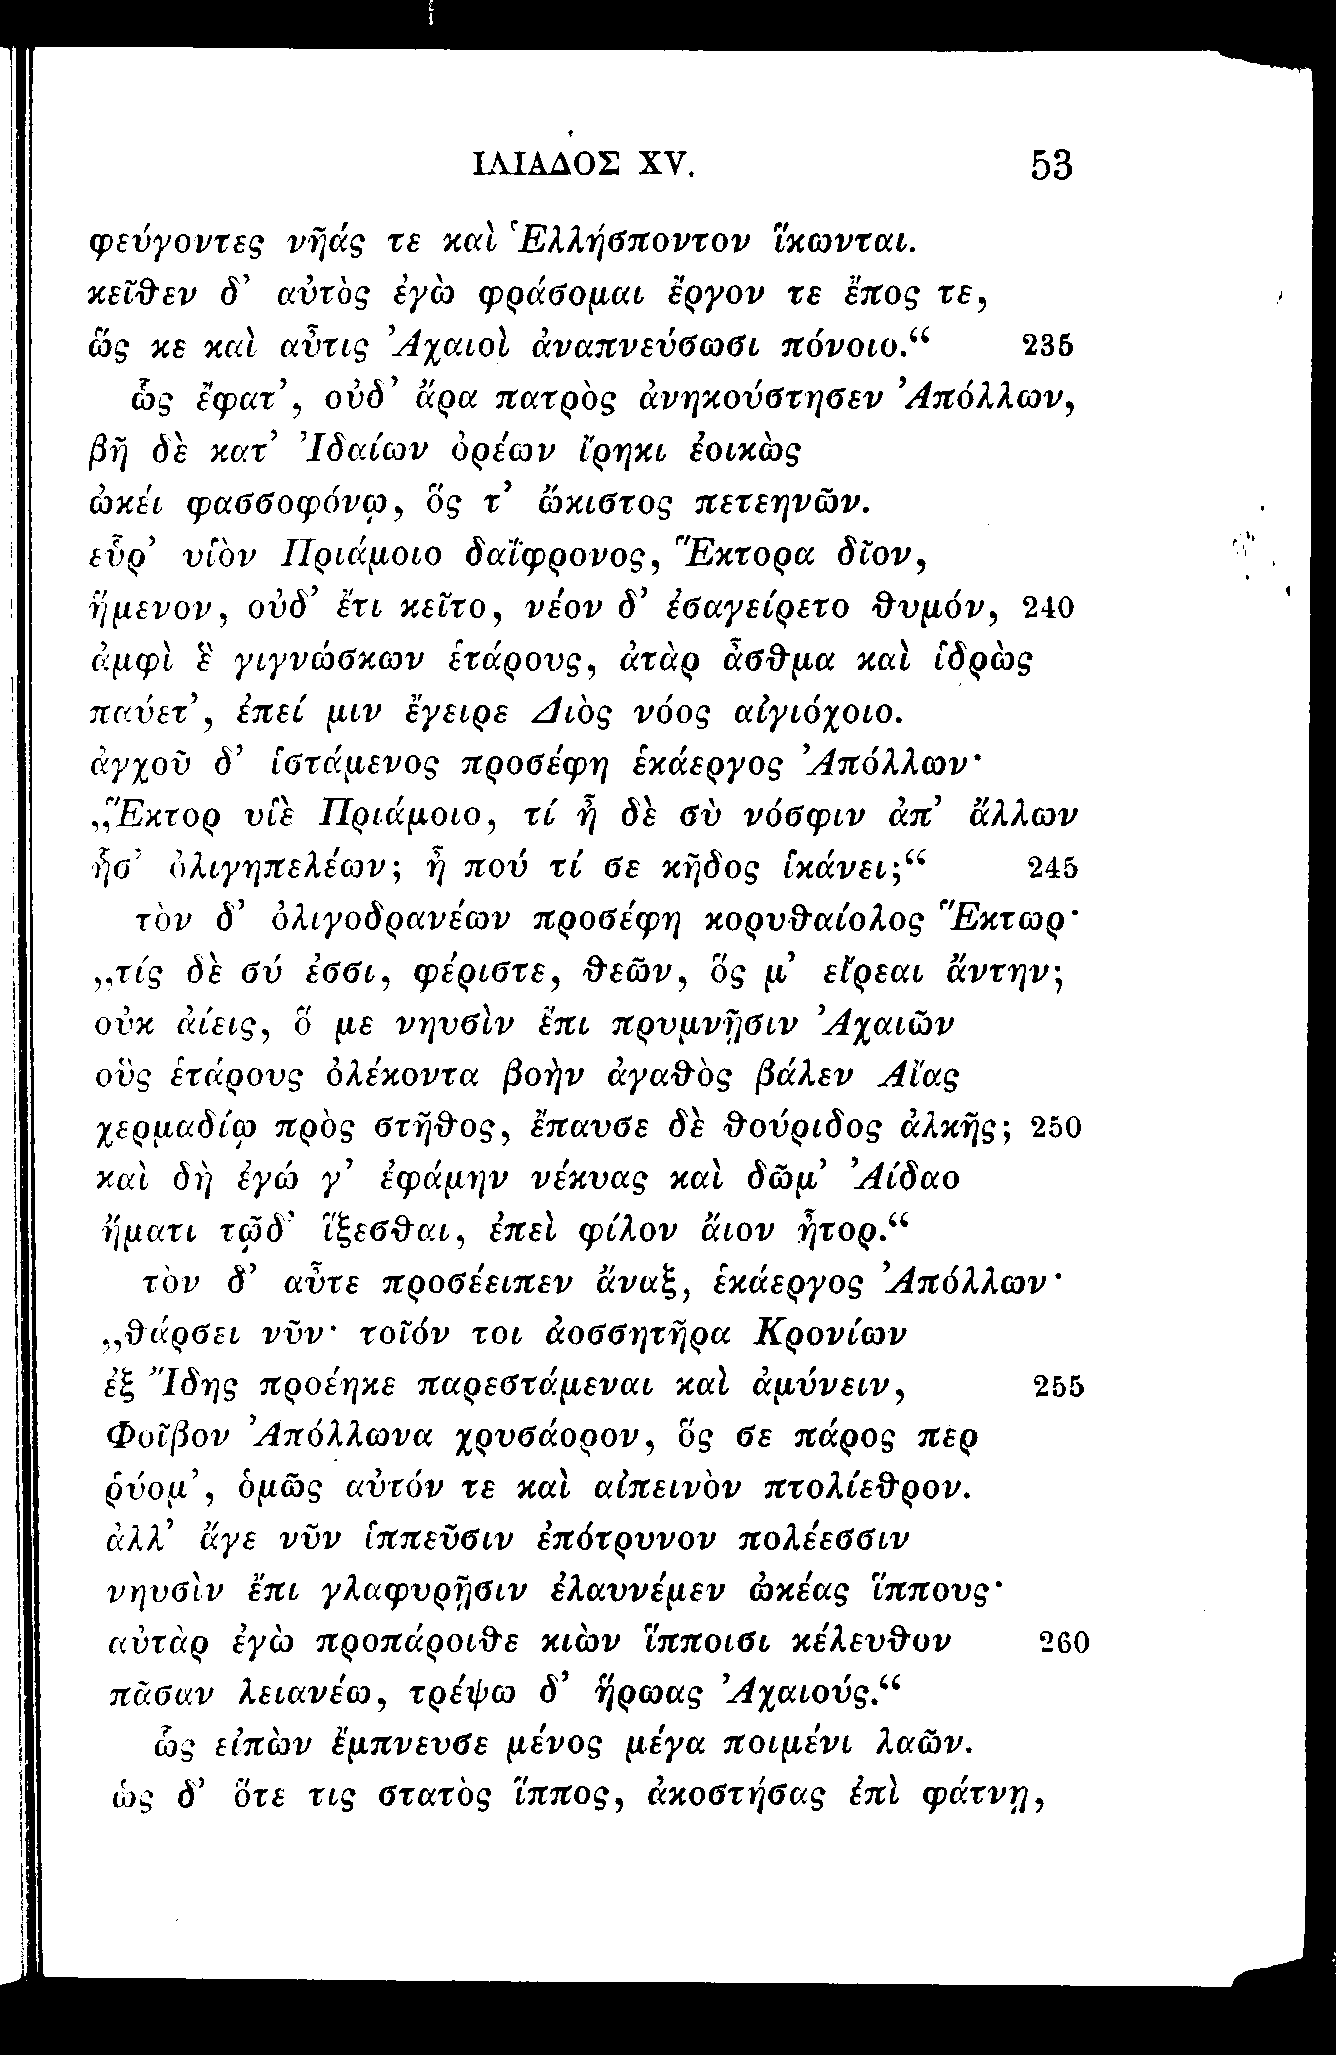 ΙΛΙΑΔΟΣ XV. 53
φεύγοντες νῆάς τε καὶ Ἑλλήσποντον ἵκωνται.
κεῖθεν δ’ αὐτὸς ἐγὼ φράσομαι ἔργον τε ἔπος τε,
ὥς κε καὶ αὖτις Ἀχαιοὶ ἀναπνεύσωσι πόνοιο.“ 235
ὣς ἔφατ’, οὐδ’ ἄρα πατρὸς ἀνηκούστησεν Ἀπόλλων,
βῆ δὲ κατ’ Ἰδαίων ὀρέων ἴρηκι ἐοικὼς
ὠκέι φασσοφόνῳ, ὅς τ’ ὤκιστος πετεηνῶν.
εὗρ’ υἱὸν Πριάμοιο δαΐφρονος, Ἕκτορα δῖον,
ἥμενον, οὐδ’ ἔτι κεῖτο, νέον δ’ ἐσαγείρετο θυμόν, 240
ἀμφὶ ἓ γιγνώσκων ἑτάρους, ἀτὰρ ἆσθμα καὶ ἱδρὼς
παύετ’, ἐπεί μιν ἔγειρε Διὸς νόος αἰγιόχοιο.
ἀγχοῦ δ’ ἱστάμενος προσέφη ἑκάεργος Ἀπόλλων·
„Ἕκτορ υἱὲ Πριάμοιο, τί ἦ δὲ σὺ νόσφιν ἀπ’ ἄλλων
ἧσ’ ὀλιγηπελέων; ἦ πού τί σε κῆδος ἱκάνει;“ 245
τὸν δ’ ὀλιγοδρανέων προσέφη κορυθαίολος Ἕκτωρ·
„τίς δὲ σύ ἐσσι, φέριστε, θεῶν, ὅς μ’ εἴρεαι ἄντην;
οὐκ ἀίεις, ὅ με νηυσὶν ἔπι πρυμνῇσιν Ἀχαιῶν
οὓς ἑτάρους ὀλέκοντα βοὴν ἀγαθὸς βάλεν Αἴας
χερμαδίῳ πρὸς στῆθος, ἔπαυσε δὲ θούριδος ἀλκῆς; 250
καὶ δὴ ἐγώ γ’ ἐφάμην νέκυας καὶ δῶμ’ Ἀίδαο
ἤματι τῷδ’ ἵξεσθαι, ἐπεὶ φίλον ἄιον ἦτορ.“
τὸν δ’ αὖτε προσέειπεν ἄναξ, ἑκάεργος Ἀπόλλων·
„θάρσει νῦν· τοῖόν τοι ἀοσσητῆρα Κρονίων
ἐξ Ἴδης προέηκε παρεστάμεναι καὶ ἀμύνειν, 255
Φοῖβον Ἀπόλλωνα χρυσάορον, ὅς σε πάρος περ
ῥύομ’, ὁμῶς αὐτόν τε καὶ αἰπεινὸν πτολίεθρον.
ἀλλ’ ἄγε νῦν ἱππεῦσιν ἐπότρυνον πολέεσσιν
νηυσὶν ἔπι γλαφυρῇσιν ἐλαυνέμεν ὠκέας ἵππους·
αὐτὰρ ἐγὼ προπάροιθε κιὼν ἵπποισι κέλευθον 260
πᾶσαν λειανέω, τρέψω δ’ ἥρωας Ἀχαιούς.“
ὣς εἰπὼν ἔμπνευσε μένος μέγα ποιμένι λαῶν.
ὡς δ’ ὅτε τις στατὸς ἵππος, ἀκοστήσας ἐπὶ φάτνῃ,